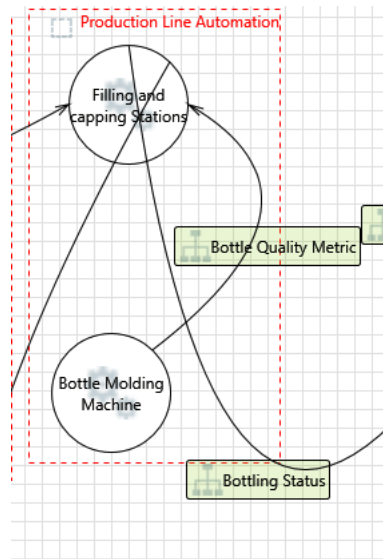 Production Line Automation
Filling and
capping Stations
Bottle Quality Metric
Bottle Molding
Machine
Bottling Status